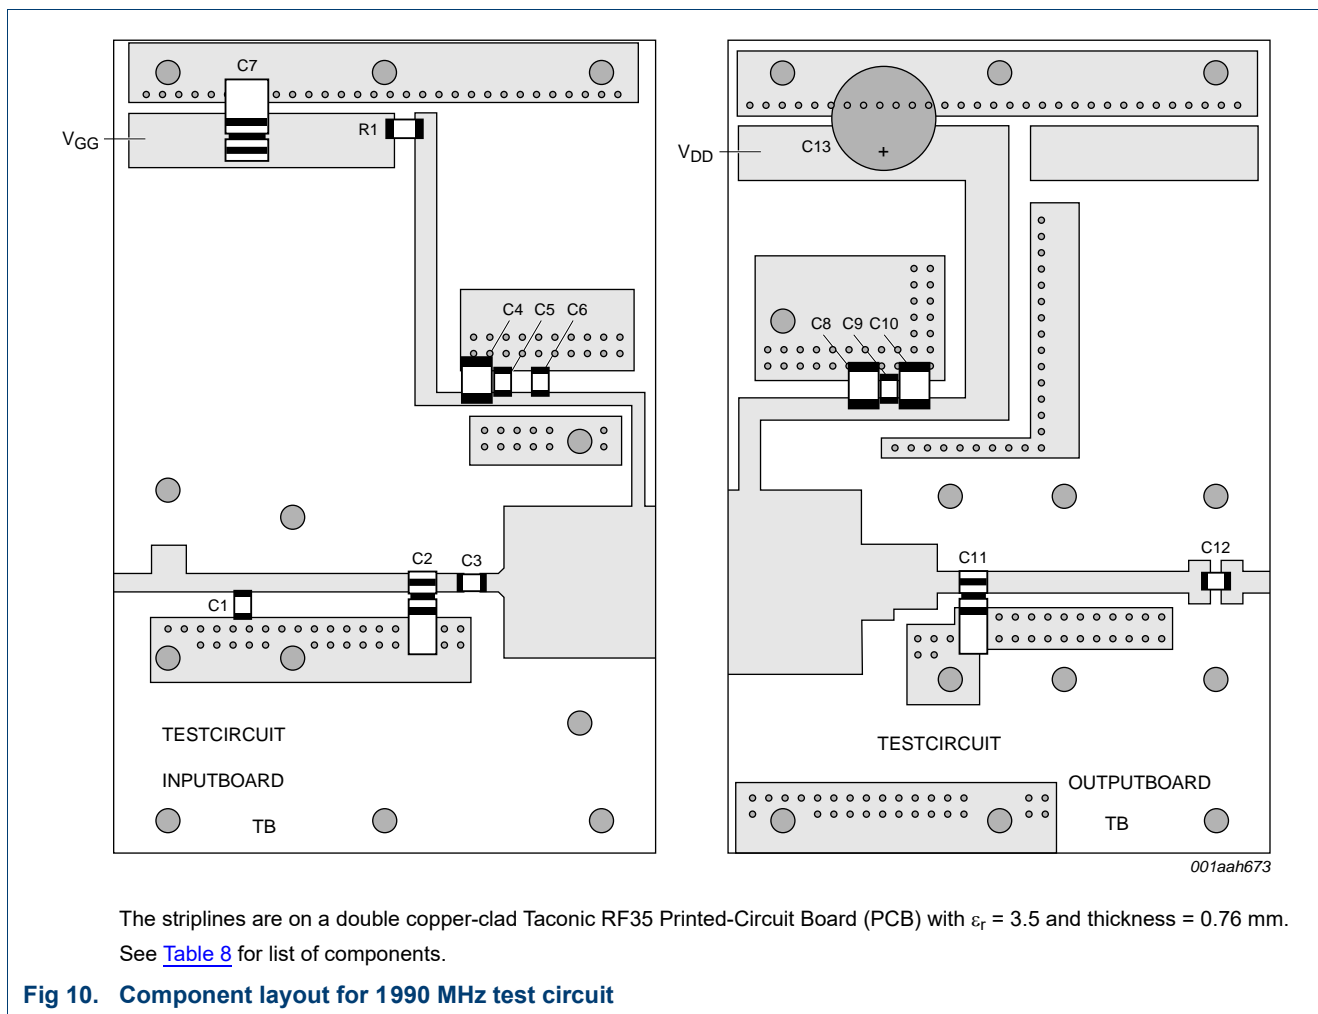 C7
R1
VGG
C4 C5 C6
C2 C3
C1
TESTCIRCUIT
INPUTBOARD
TB
C13
VDD
C8 C9 C10
C11
C12
TESTCIRCUIT
OUTPUTBOARD
TB
001aah673
The striplines are on a double copper-clad Taconic RF35 Printed-Circuit Board (PCB) with εr = 3.5 and thickness = 0.76 mm.
See Table 8 for list of components.
Fig 10. Component layout for 1990 MHz test circuit